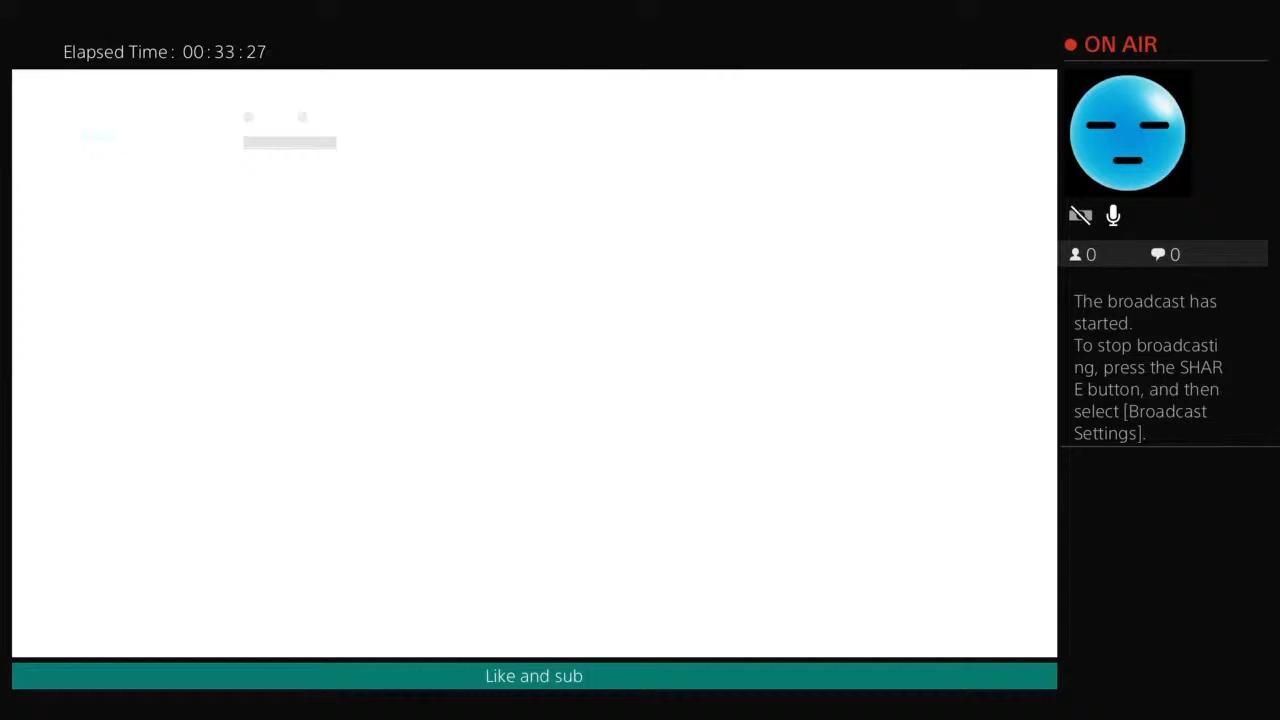 Elapsed Time: 00:33:27
ON AIR
0 0
The broadcast has
started.
To stop broadcasti
ng, press the SHAR
E button, and then
select [Broadcast
Settings].
Like and sub